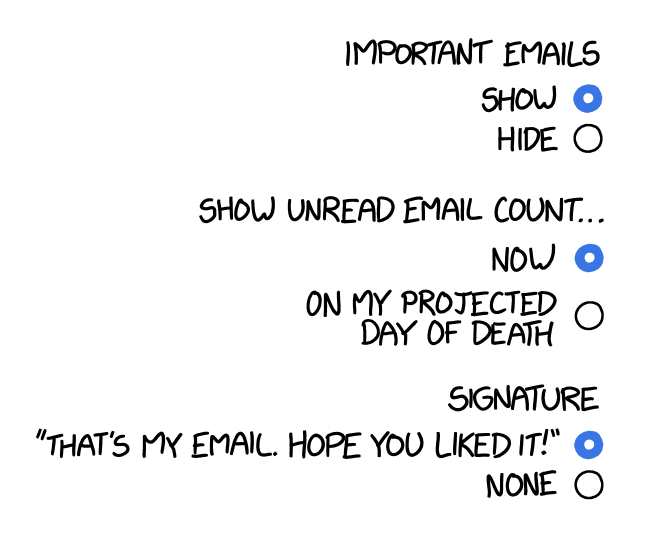 IMPORTANT EMAILS
SHOW
HIDE
SHOW UNREAD EMAIL COUNT...
NOW
ON MY PROJECTED
DAY OF DEATH
SIGNATURE
"THAT'S MY EMAIL. HOPE YOU LIKED IT!"
NONE